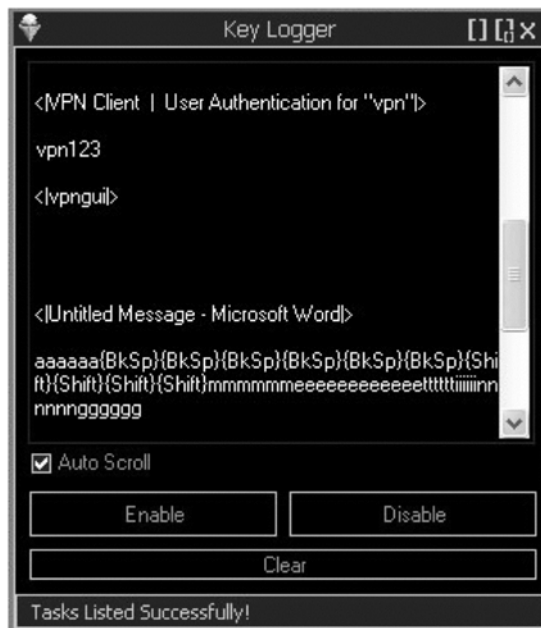 Key Logger
<|VPN Client | User Authentication for "vpn"|>
vpn123
<|vpngui|>
<|Untitled Message - Microsoft Word|>
aaaaaa{BkSp}{BkSp}{BkSp}{BkSp}{BkSp}{BkSp}{Shi
ft}{Shift}{Shift}{Shift}mmmmmmeeeeeeeeeeeettttttiiiiiinn
nnnngggggg
Auto Scroll
Enable
Disable
Clear
Tasks Listed Successfully!